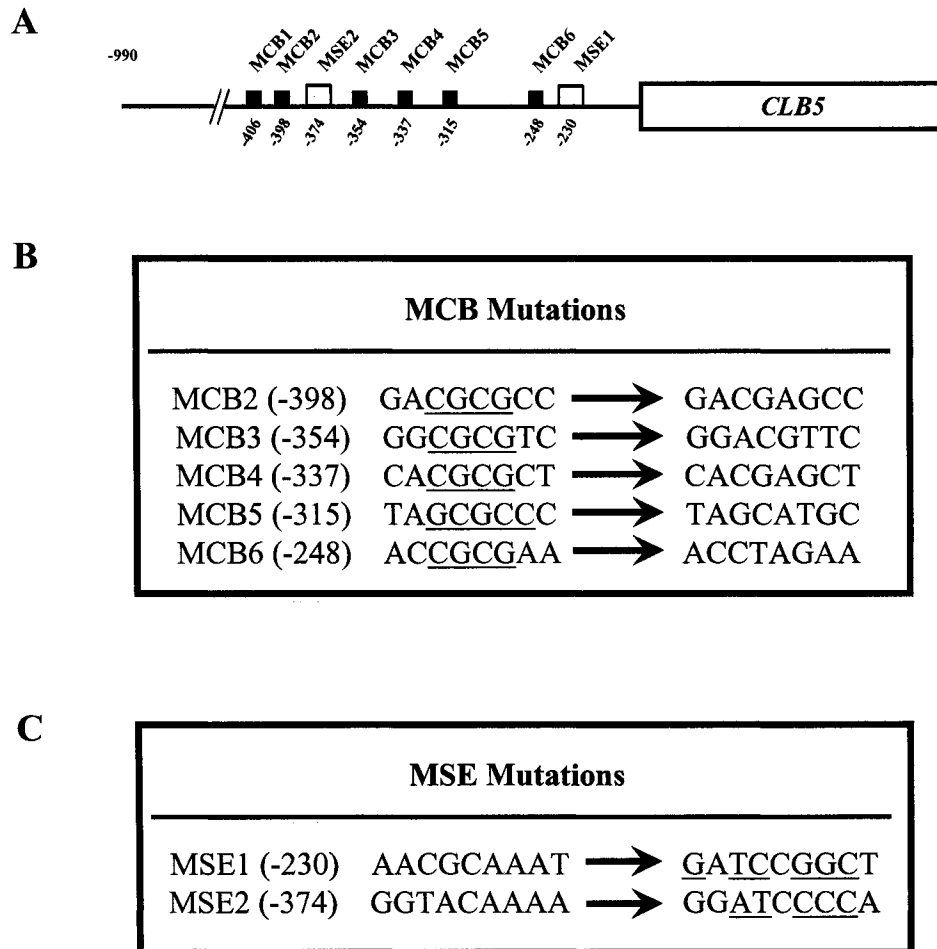 A
-990
MCB1 MCB2 MSE2 MCB3 MCB4 MCB5 MCB6 MSE1
CLB5
-406 -398 -374 -354 -337 -315 -248 -230
B
MCB Mutations
MCB2 (-398) GACGCGCC GACGAGCC
MCB3 (-354) GGCGCGTC GGACGTTC
MCB4 (-337) CACGCGCT CACGAGCT
MCB5 (-315) TAGCGCCC TAGCATGC
MCB6 (-248) ACCGCGAA ACCTAGAA
C
MSE Mutations
MSE1 (-230) AACGCAAAT GATCCGGCT
MSE2 (-374) GGTACAAAA GGATCCCCA